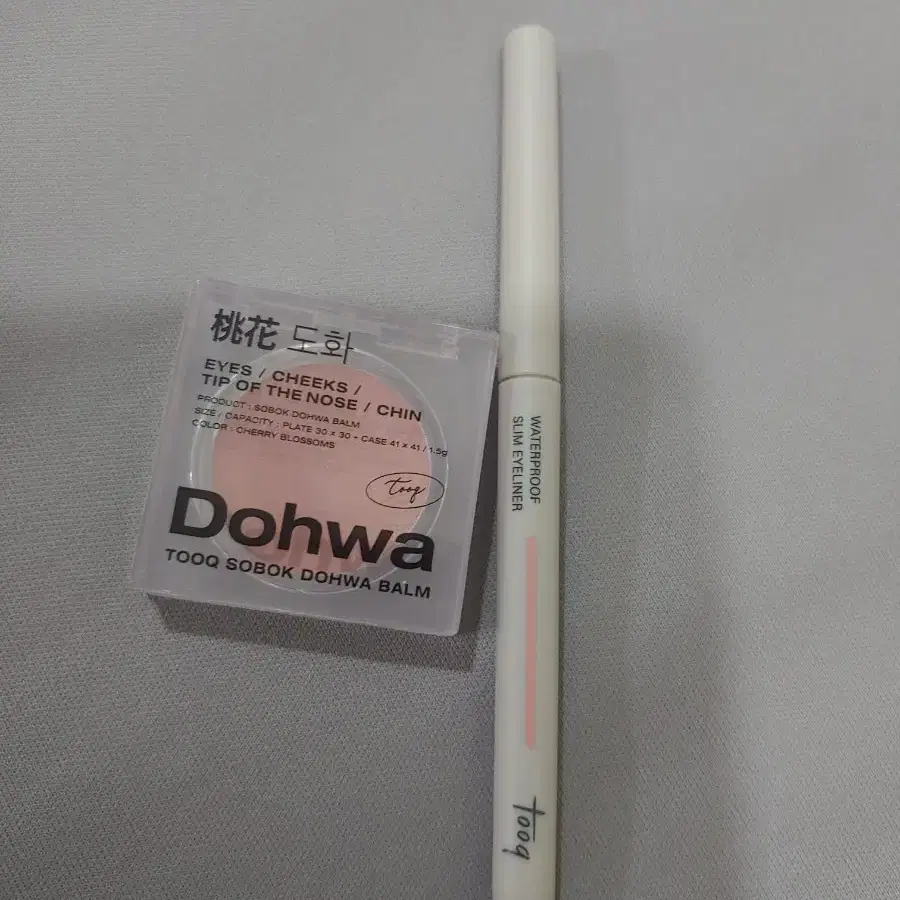 桃花 도화
EYES / CHEEKS /
TIP OF THE NOSE / CHIN
PRODUCT : SOBOK DOHWA BALM
SIZE / CAPACITY : PLATE 30 x 30 + CASE 41 x 41 / 1.5g
COLOR : CHERRY BLOSSOMS
tooq
Dohwa
TOOQ SOBOK DOHWA BALM
WATERPROOF
SLIM EYELINER
tooq